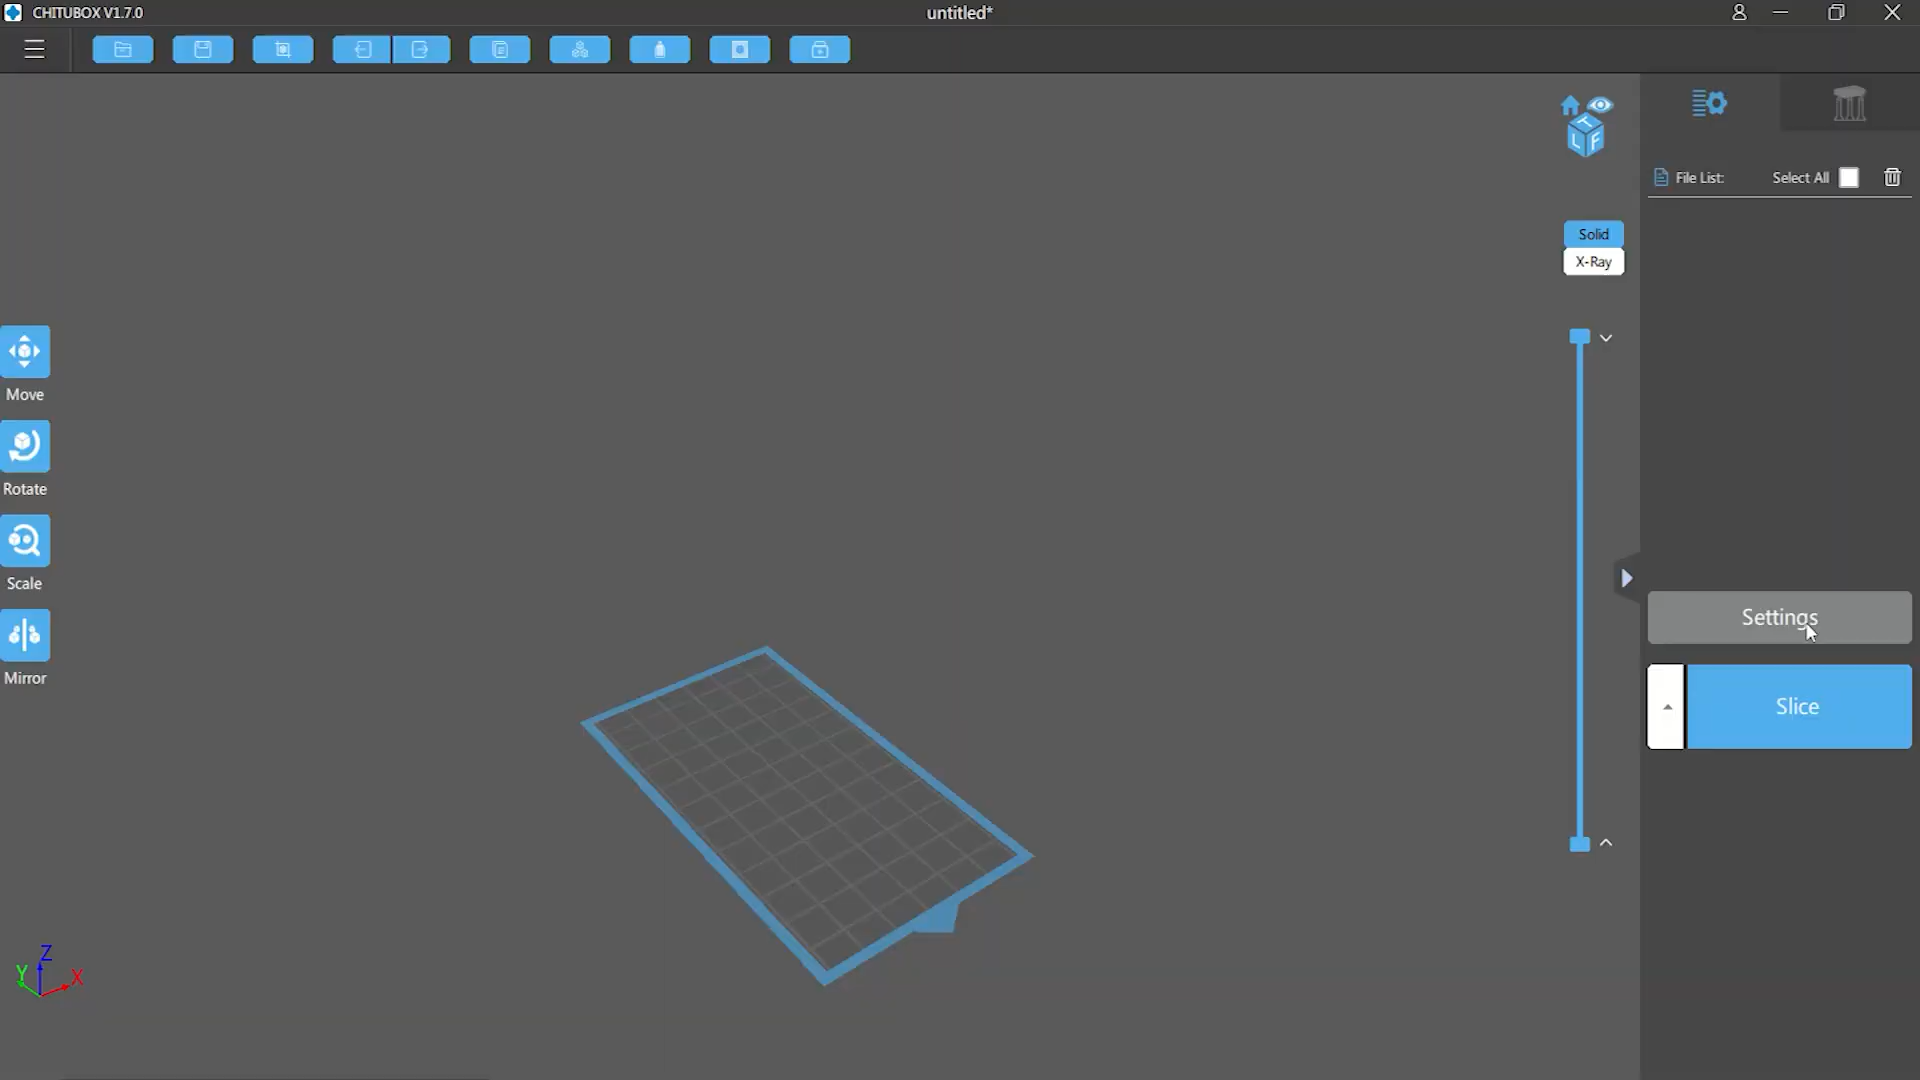 CHITUBOX V1.7.0
untitled*
T
L F
File List:
Select All
Solid
X-Ray
Move
Rotate
Scale
Mirror
Settings
Slice
Z
Y
X